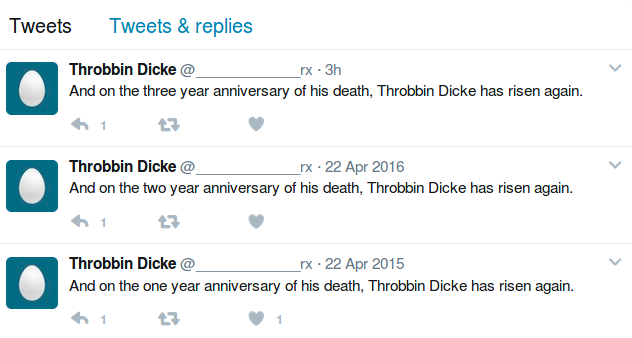 Tweets Tweets & replies
Throbbin Dicke @____________rx · 3h
And on the three year anniversary of his death, Throbbin Dicke has risen again.
1
Throbbin Dicke @____________rx · 22 Apr 2016
And on the two year anniversary of his death, Throbbin Dicke has risen again.
1
Throbbin Dicke @____________rx · 22 Apr 2015
And on the one year anniversary of his death, Throbbin Dicke has risen again.
1 1